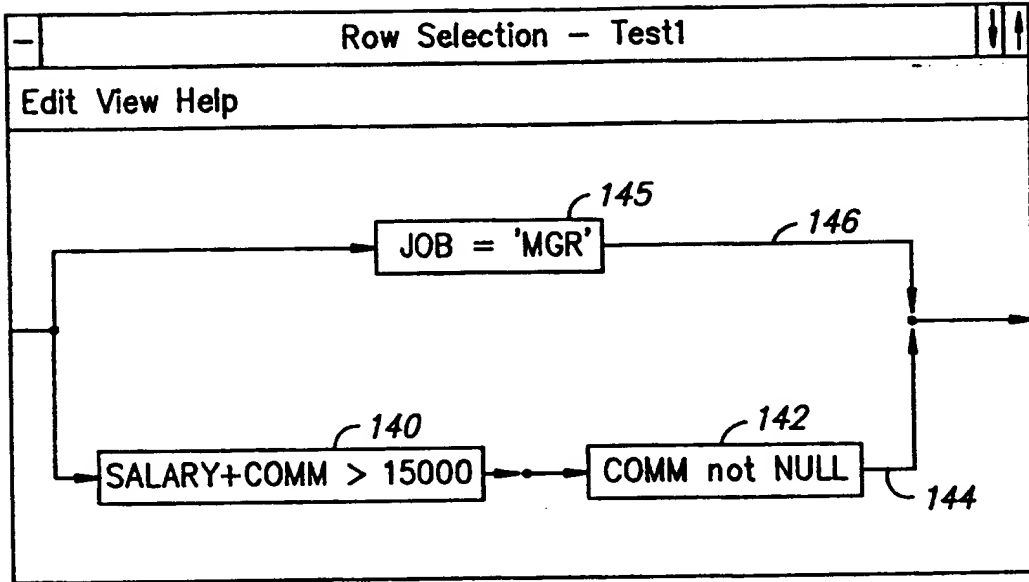 Row Selection – Test1
Edit View Help
145
JOB = 'MGR'
146
140
SALARY+COMM > 15000
142
COMM not NULL
144